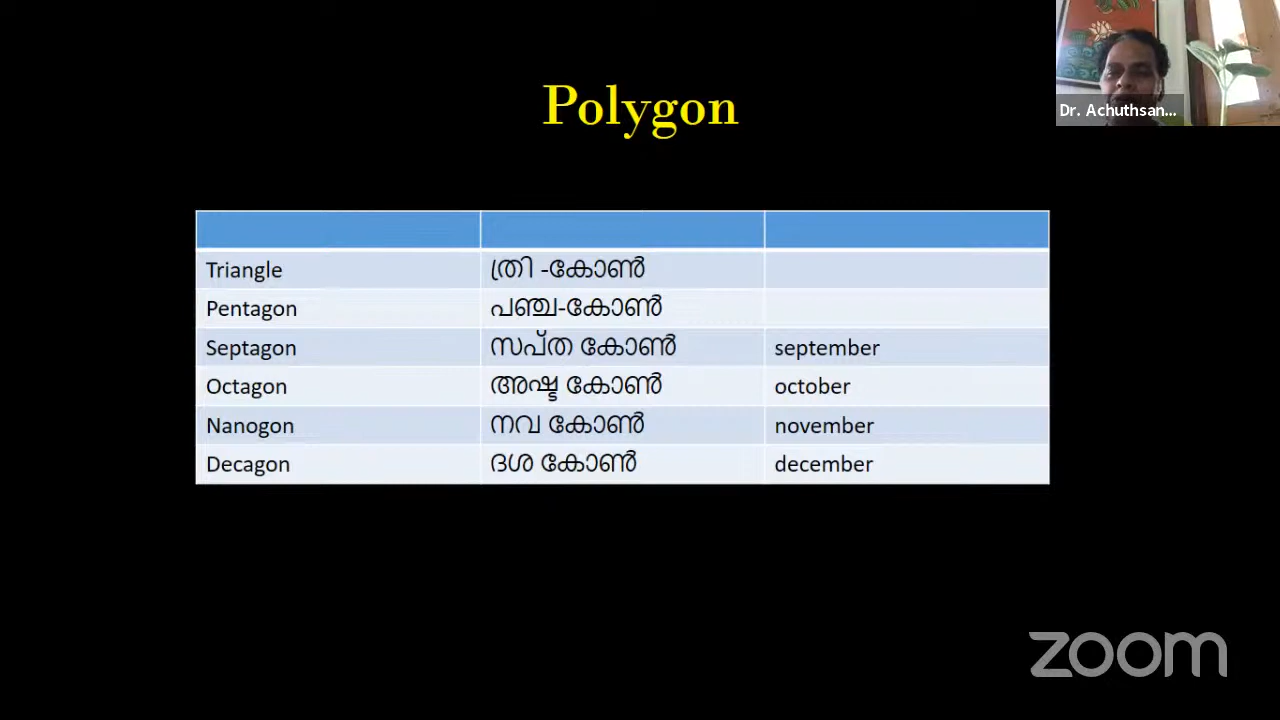 Polygon
Dr. Achuthsan...
Triangle ത്രി -കോൺ
Pentagon പഞ്ച-കോൺ
Septagon സപ്ത കോൺ september
Octagon അഷ്ട കോൺ october
Nanogon നവ കോൺ november
Decagon ദശ കോൺ december
zoom